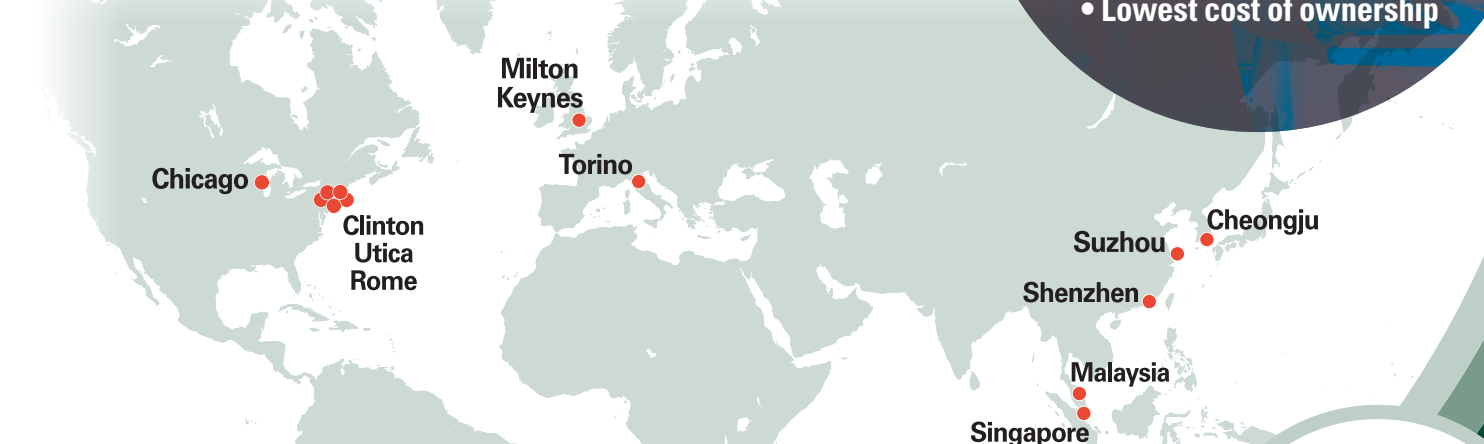 • Lowest cost of ownership
Milton
Keynes
Torino
Chicago
Clinton
Utica
Rome
Cheongju
Suzhou
Shenzhen
Malaysia
Singapore